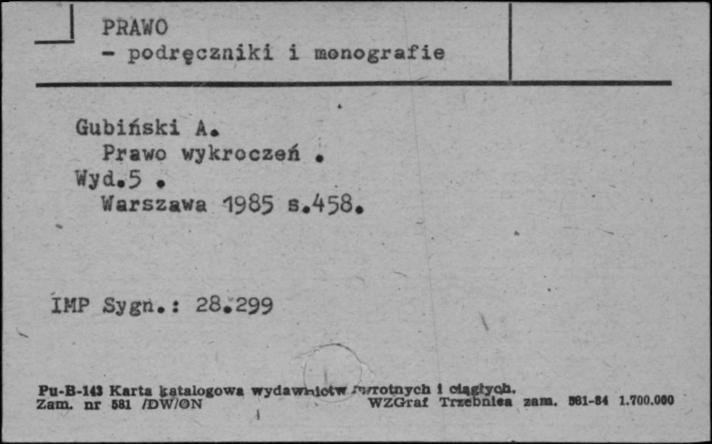 PRAWO
- podręczniki i monografie
Gubiński A.
Prawo wykroczeń .
Wyd.5 .
Warszawa 1985 s.458.
IMP Sygn.: 28.299
Pu-B-143 Karta katalogowa wydawnictw zwrotnych i ciągłych.
Zam. nr 581 /DW/ON WZGraf Trzebnica zam. 581-84 1.700.000